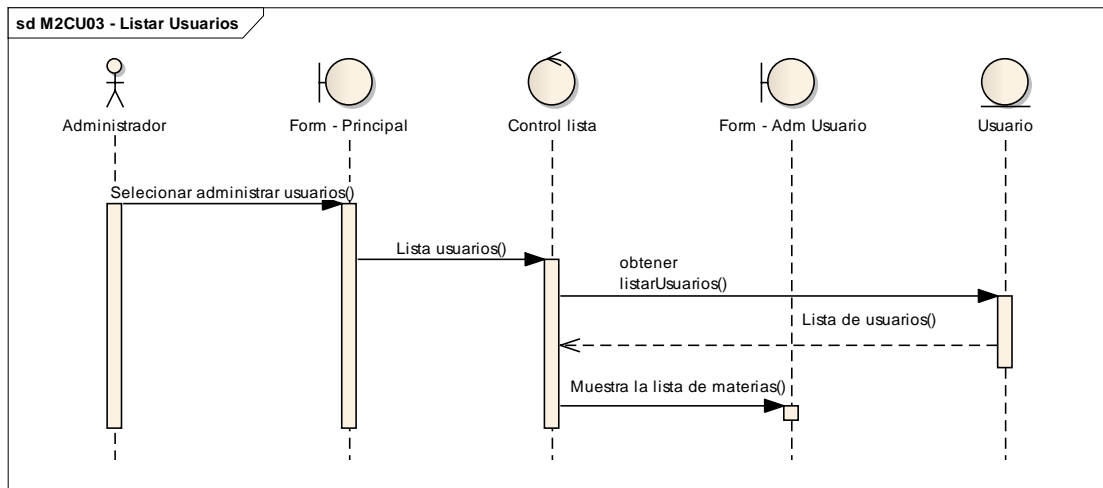 sd M2CU03 - Listar Usuarios
Administrador
Form - Principal
Control lista
Form - Adm Usuario
Usuario
Selecionar administrar usuarios()
Lista usuarios()
obtener
listarUsuarios()
Lista de usuarios()
Muestra la lista de materias()